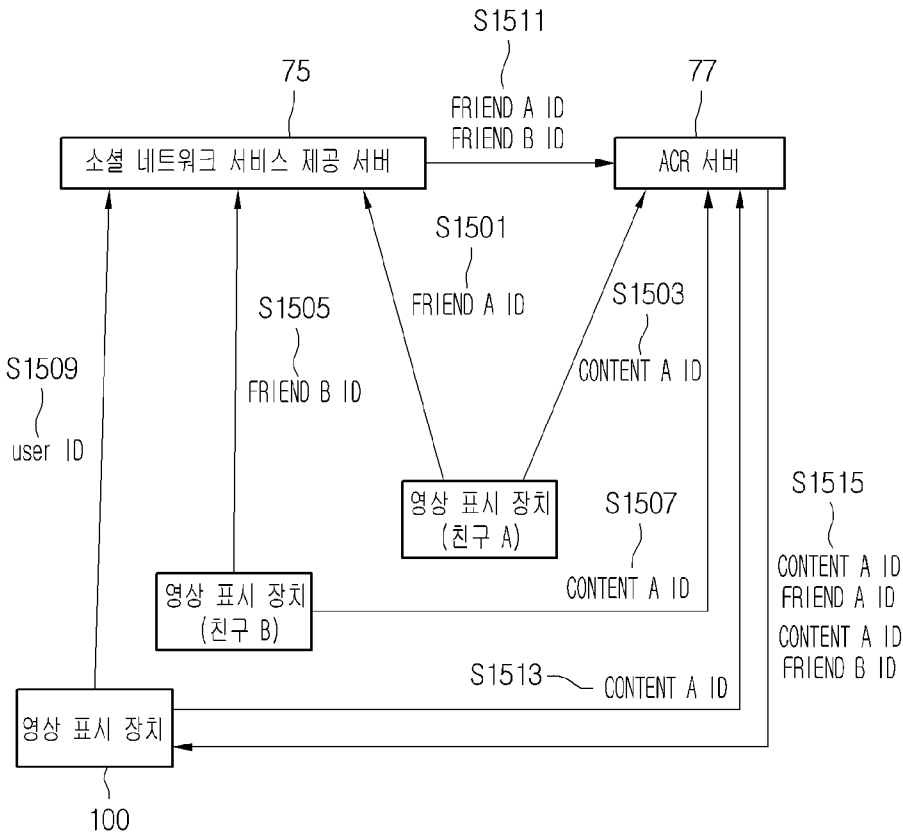 S1511
75
77
FRIEND A ID
FRIEND B ID
소셜 네트워크 서비스 제공 서버
ACR 서버
S1501
FRIEND A ID
S1503
CONTENT A ID
S1505
FRIEND B ID
S1509
user ID
영상 표시 장치
(친구 A)
S1507
CONTENT A ID
S1515
CONTENT A ID
FRIEND A ID
CONTENT A ID
FRIEND B ID
영상 표시 장치
(친구 B)
S1513
CONTENT A ID
영상 표시 장치
100